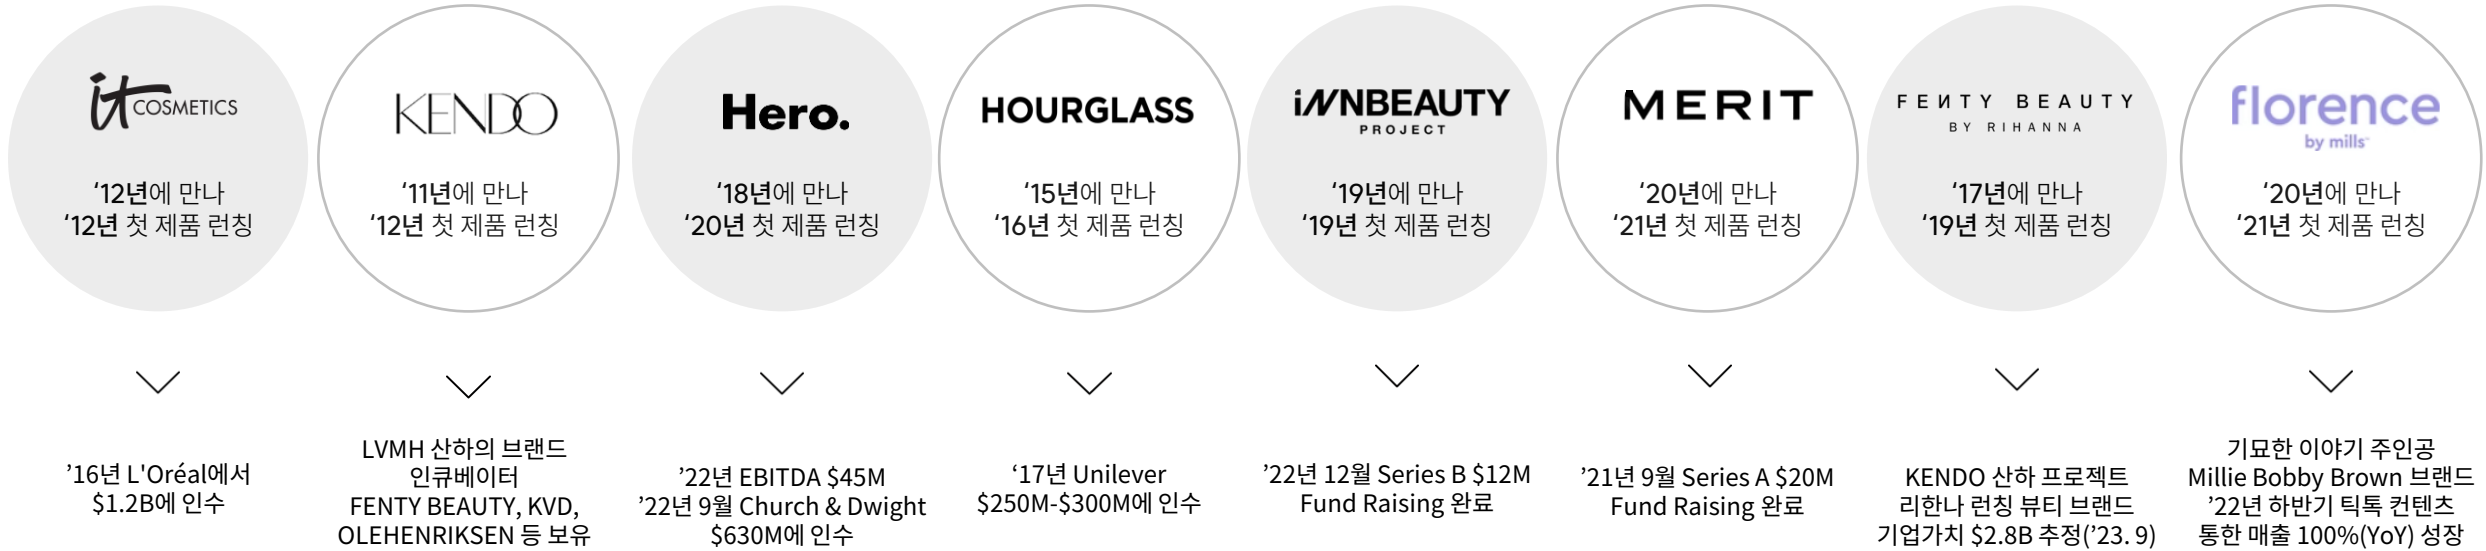 it COSMETICS
‘12년에 만나
‘12년 첫 제품 런칭
’16년 L'Oréal에서
$1.2B에 인수
KENDO
‘11년에 만나
‘12년 첫 제품 런칭
LVMH 산하의 브랜드
인큐베이터
FENTY BEAUTY, KVD,
OLEHENRIKSEN 등 보유
Hero.
‘18년에 만나
‘20년 첫 제품 런칭
’22년 EBITDA $45M
’22년 9월 Church & Dwight
$630M에 인수
HOURGLASS
‘15년에 만나
‘16년 첫 제품 런칭
‘17년 Unilever
$250M-$300M에 인수
iNNBEAUTY
PROJECT
‘19년에 만나
‘19년 첫 제품 런칭
’22년 12월 Series B $12M
Fund Raising 완료
MERIT
‘20년에 만나
‘21년 첫 제품 런칭
’21년 9월 Series A $20M
Fund Raising 완료
FENTY BEAUTY
BY RIHANNA
‘17년에 만나
‘19년 첫 제품 런칭
KENDO 산하 프로젝트
리한나 런칭 뷰티 브랜드
기업가치 $2.8B 추정(’23. 9)
florence
by mills
‘20년에 만나
‘21년 첫 제품 런칭
기묘한 이야기 주인공
Millie Bobby Brown 브랜드
’22년 하반기 틱톡 컨텐츠
통한 매출 100%(YoY) 성장